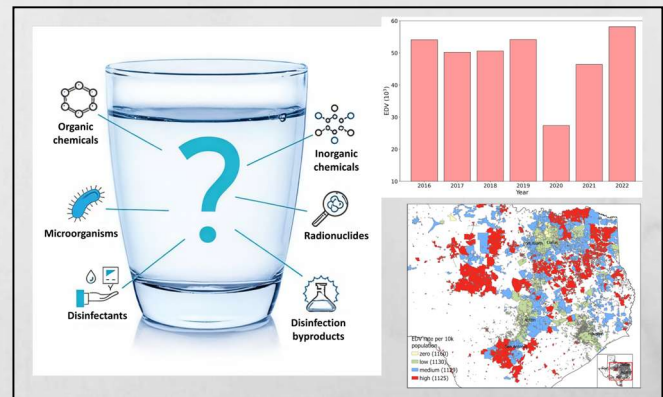 Organic
chemicals
Inorganic
chemicals
?
Microorganisms
Radionuclides
Disinfectants
Disinfection
byproducts
60
50
40
30
20
10
EDV (10³)
2016 2017 2018 2019 2020 2021 2022
Year
EDV rate per 10k
population
zero (1160)
low (1130)
medium (1129)
high (1125)